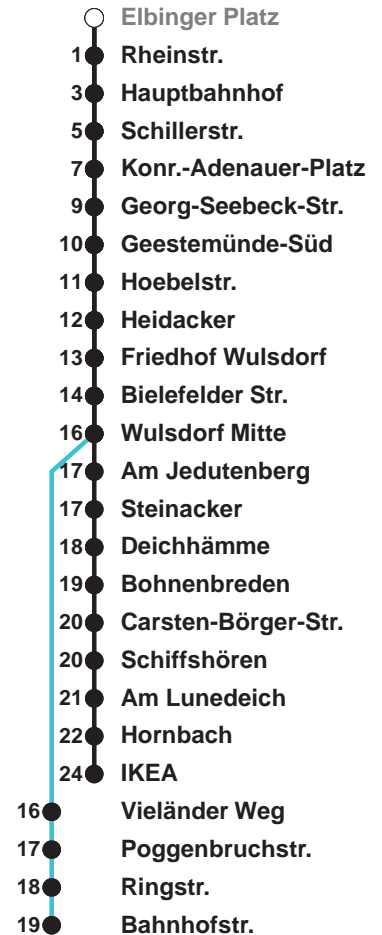 Elbinger Platz
1 Rheinstr.
3 Hauptbahnhof
5 Schillerstr.
7 Konr.-Adenauer-Platz
9 Georg-Seebeck-Str.
10 Geestemünde-Süd
11 Hoebelstr.
12 Heidacker
13 Friedhof Wulsdorf
14 Bielefelder Str.
16 Wulsdorf Mitte
17 Am Jedutenberg
17 Steinacker
18 Deichhämme
19 Bohnenbreden
20 Carsten-Börger-Str.
20 Schiffshören
21 Am Lunedeich
22 Hornbach
24 IKEA
16 Vieländer Weg
17 Poggenbruchstr.
18 Ringstr.
19 Bahnhofstr.